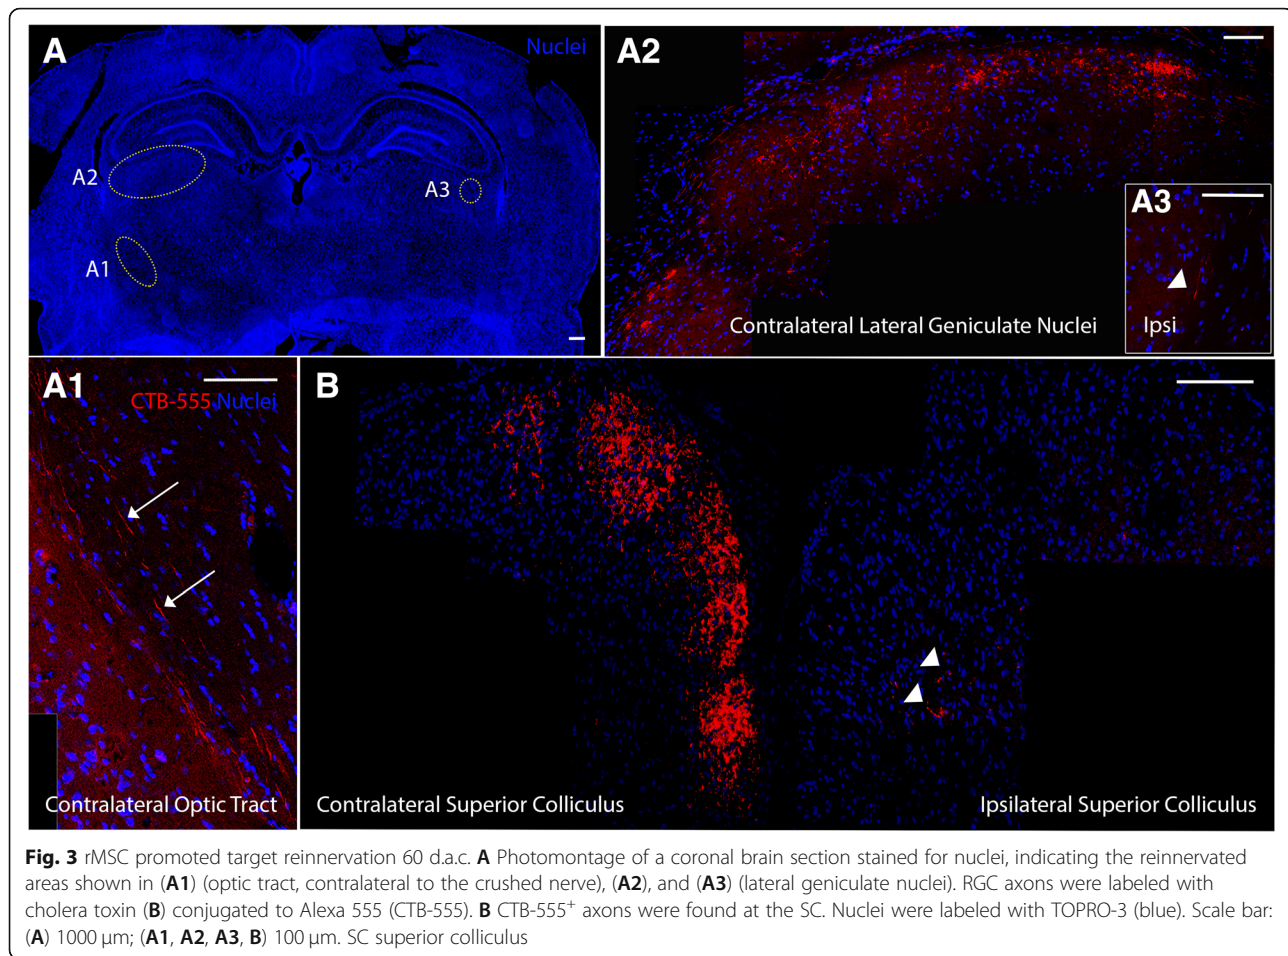 A
Nuclei
A2
A3
A1
A2
Contralateral Lateral Geniculate Nuclei
A3
Ipsi
A1
CTB-555 Nuclei
Contralateral Optic Tract
B
Contralateral Superior Colliculus
Ipsilateral Superior Colliculus
Fig. 3 rMSC promoted target reinnervation 60 d.a.c. A Photomontage of a coronal brain section stained for nuclei, indicating the reinnervated
areas shown in (A1) (optic tract, contralateral to the crushed nerve), (A2), and (A3) (lateral geniculate nuclei). RGC axons were labeled with
cholera toxin (B) conjugated to Alexa 555 (CTB-555). B CTB-555⁺ axons were found at the SC. Nuclei were labeled with TOPRO-3 (blue). Scale bar:
(A) 1000 μm; (A1, A2, A3, B) 100 μm. SC superior colliculus